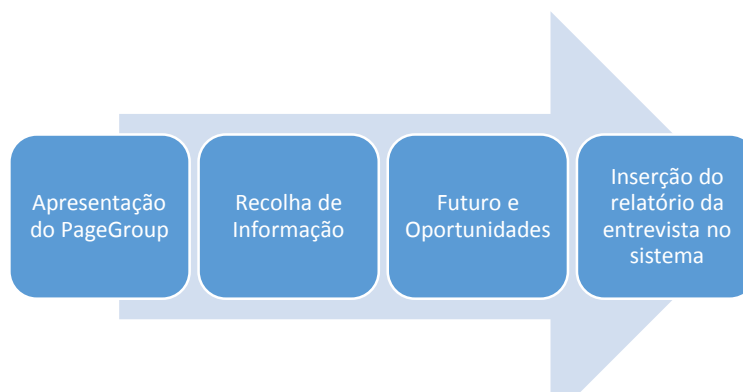 Apresentação
do PageGroup
Recolha de
Informação
Futuro e
Oportunidades
Inserção do
relatório da
entrevista no
sistema